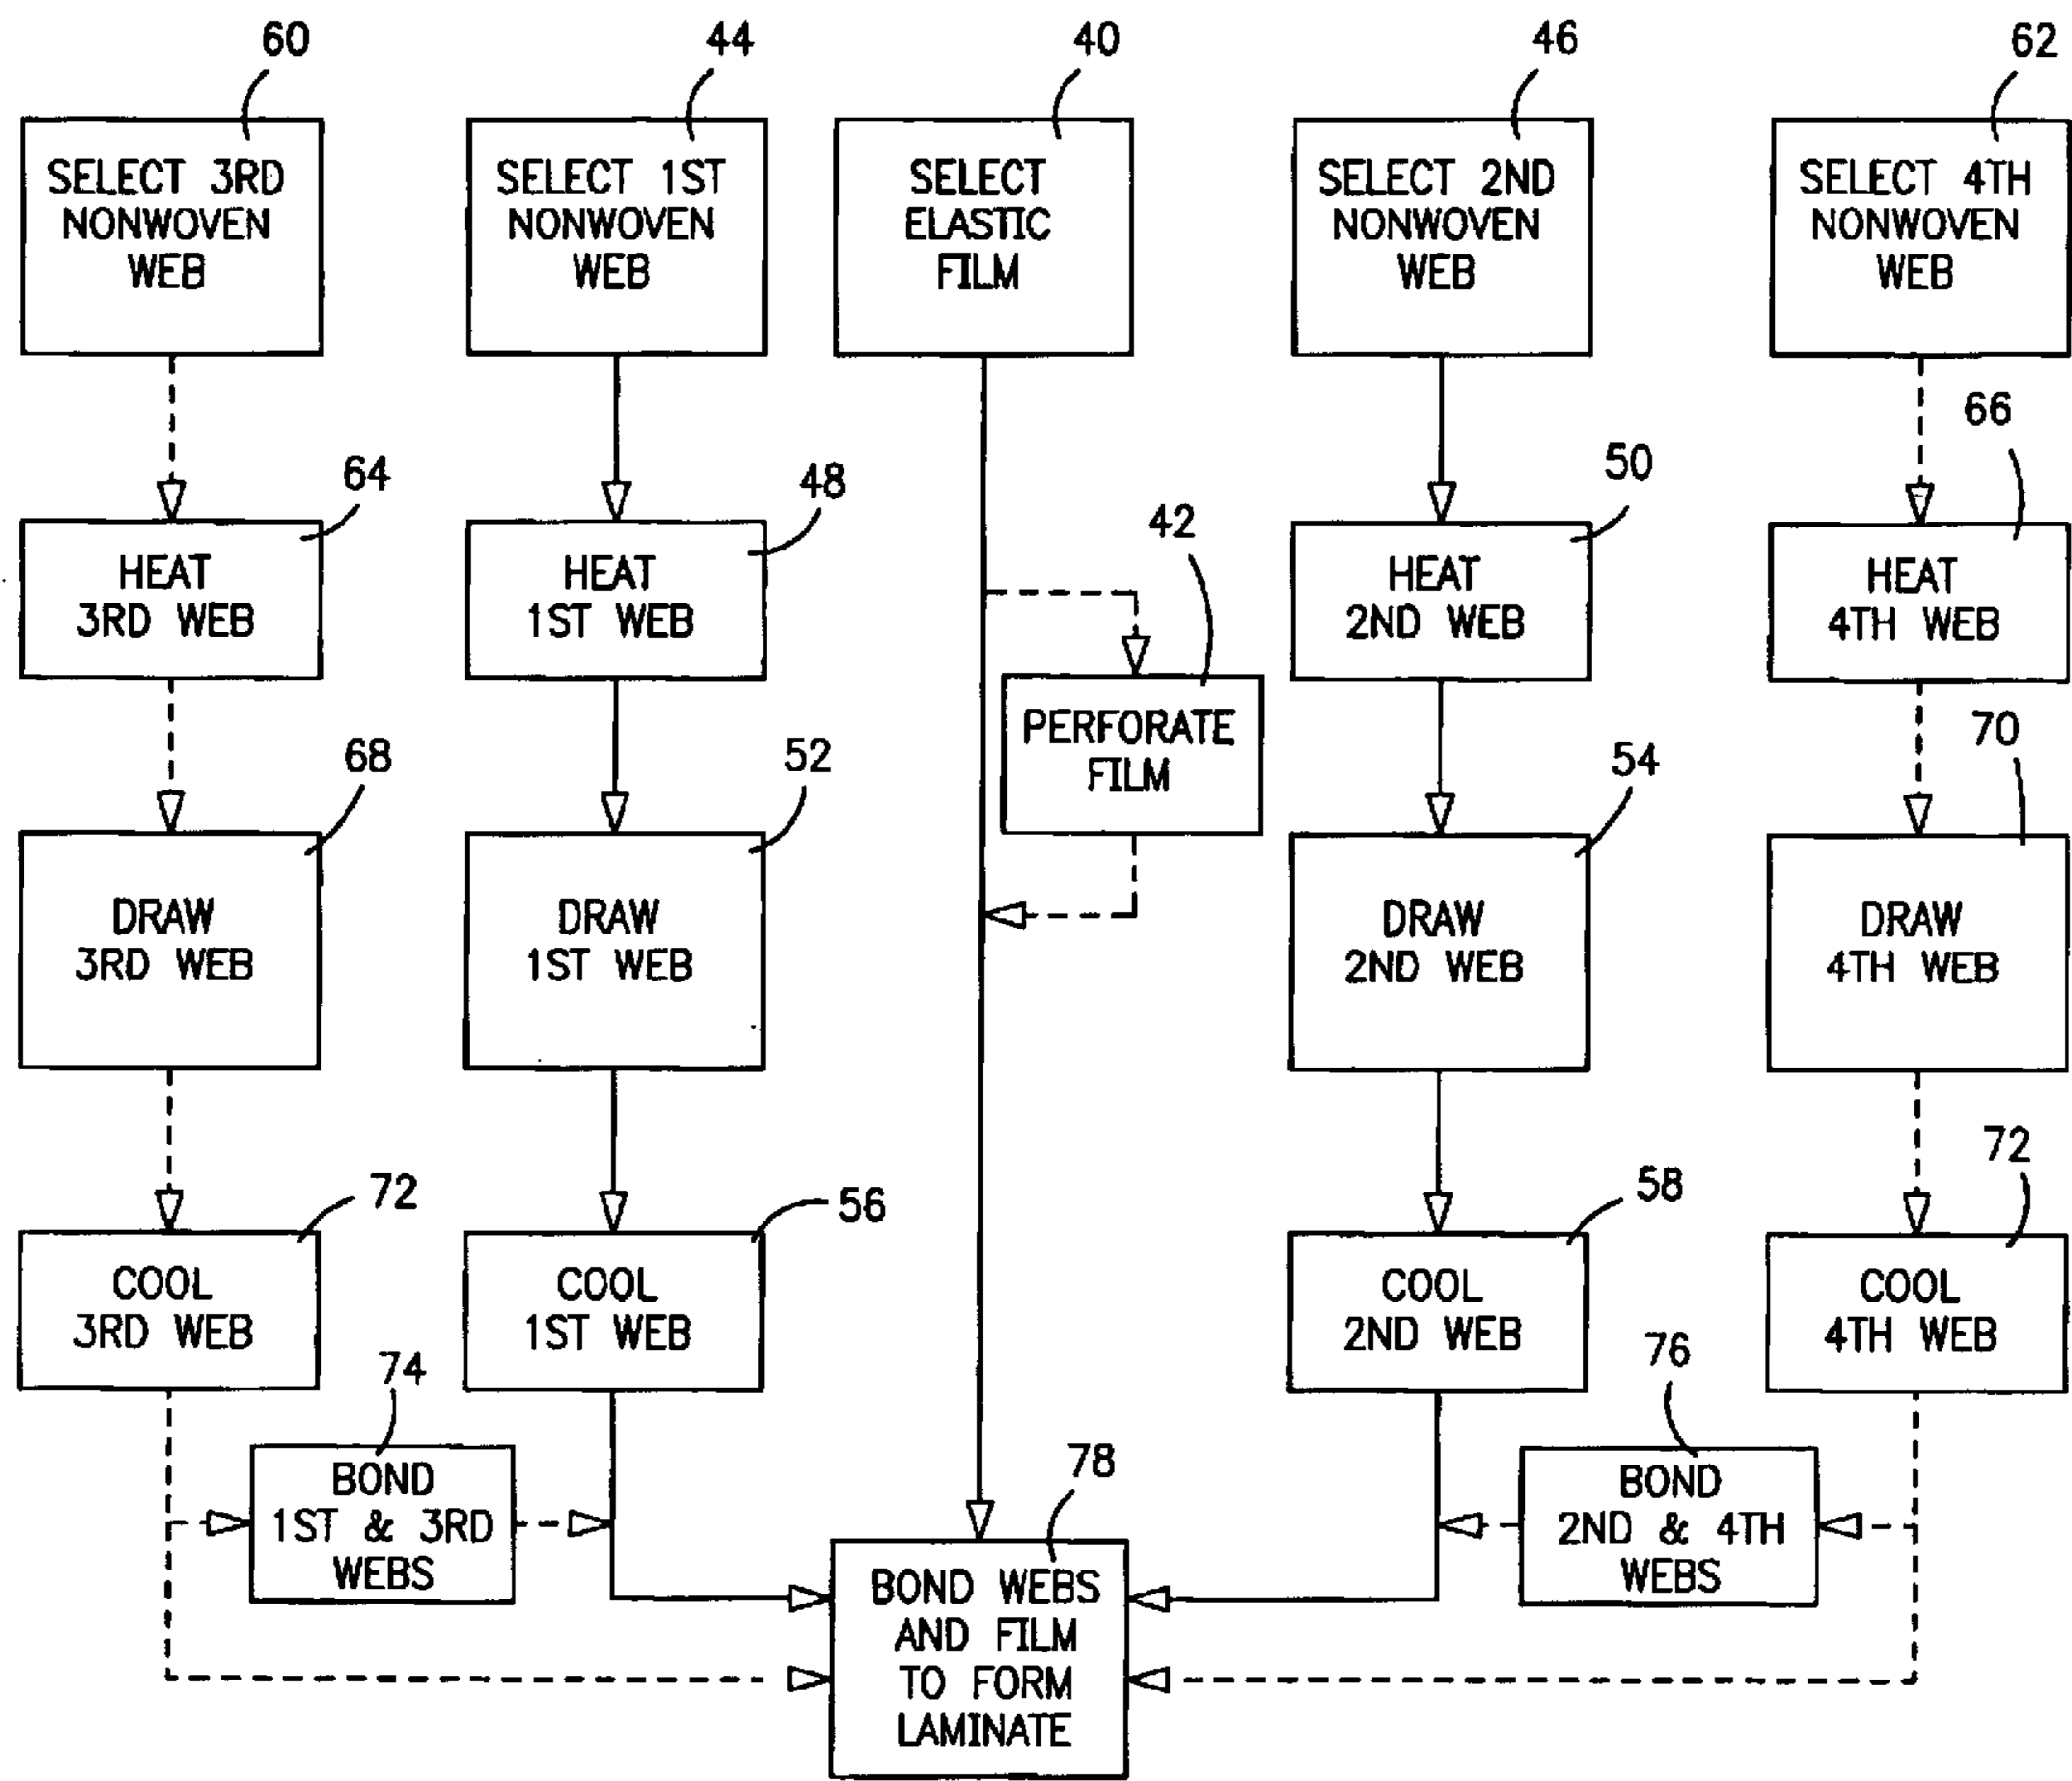 60
44
40
46
62
SELECT 3RD
NONWOVEN
WEB
SELECT 1ST
NONWOVEN
WEB
SELECT
ELASTIC
FILM
SELECT 2ND
NONWOVEN
WEB
SELECT 4TH
NONWOVEN
WEB
64
48
42
50
66
HEAT
3RD WEB
HEAT
1ST WEB
PERFORATE
FILM
HEAT
2ND WEB
HEAT
4TH WEB
68
52
54
70
DRAW
3RD WEB
DRAW
1ST WEB
DRAW
2ND WEB
DRAW
4TH WEB
72
56
58
72
COOL
3RD WEB
COOL
1ST WEB
COOL
2ND WEB
COOL
4TH WEB
74
78
76
BOND
1ST & 3RD
WEBS
BOND WEBS
AND FILM
TO FORM
LAMINATE
BOND
2ND & 4TH
WEBS